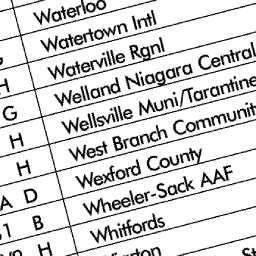 Waterloo
Watertown Intl
Waterville Rgnl
H Welland Niagara Central
G Wellsville Muni/Tarantine
H West Branch Communit
H Wexford County
A D Wheeler-Sack AAF
B Whitfords
H